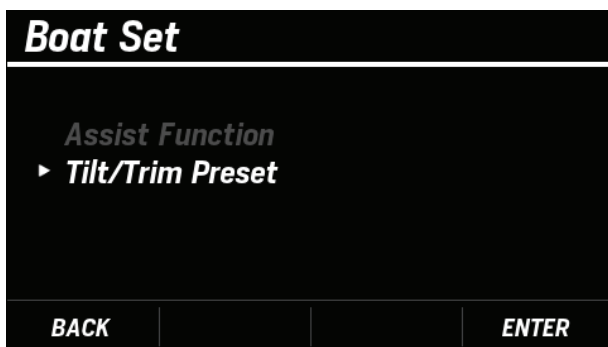 Boat Set
Assist Function
Tilt/Trim Preset
BACK
ENTER